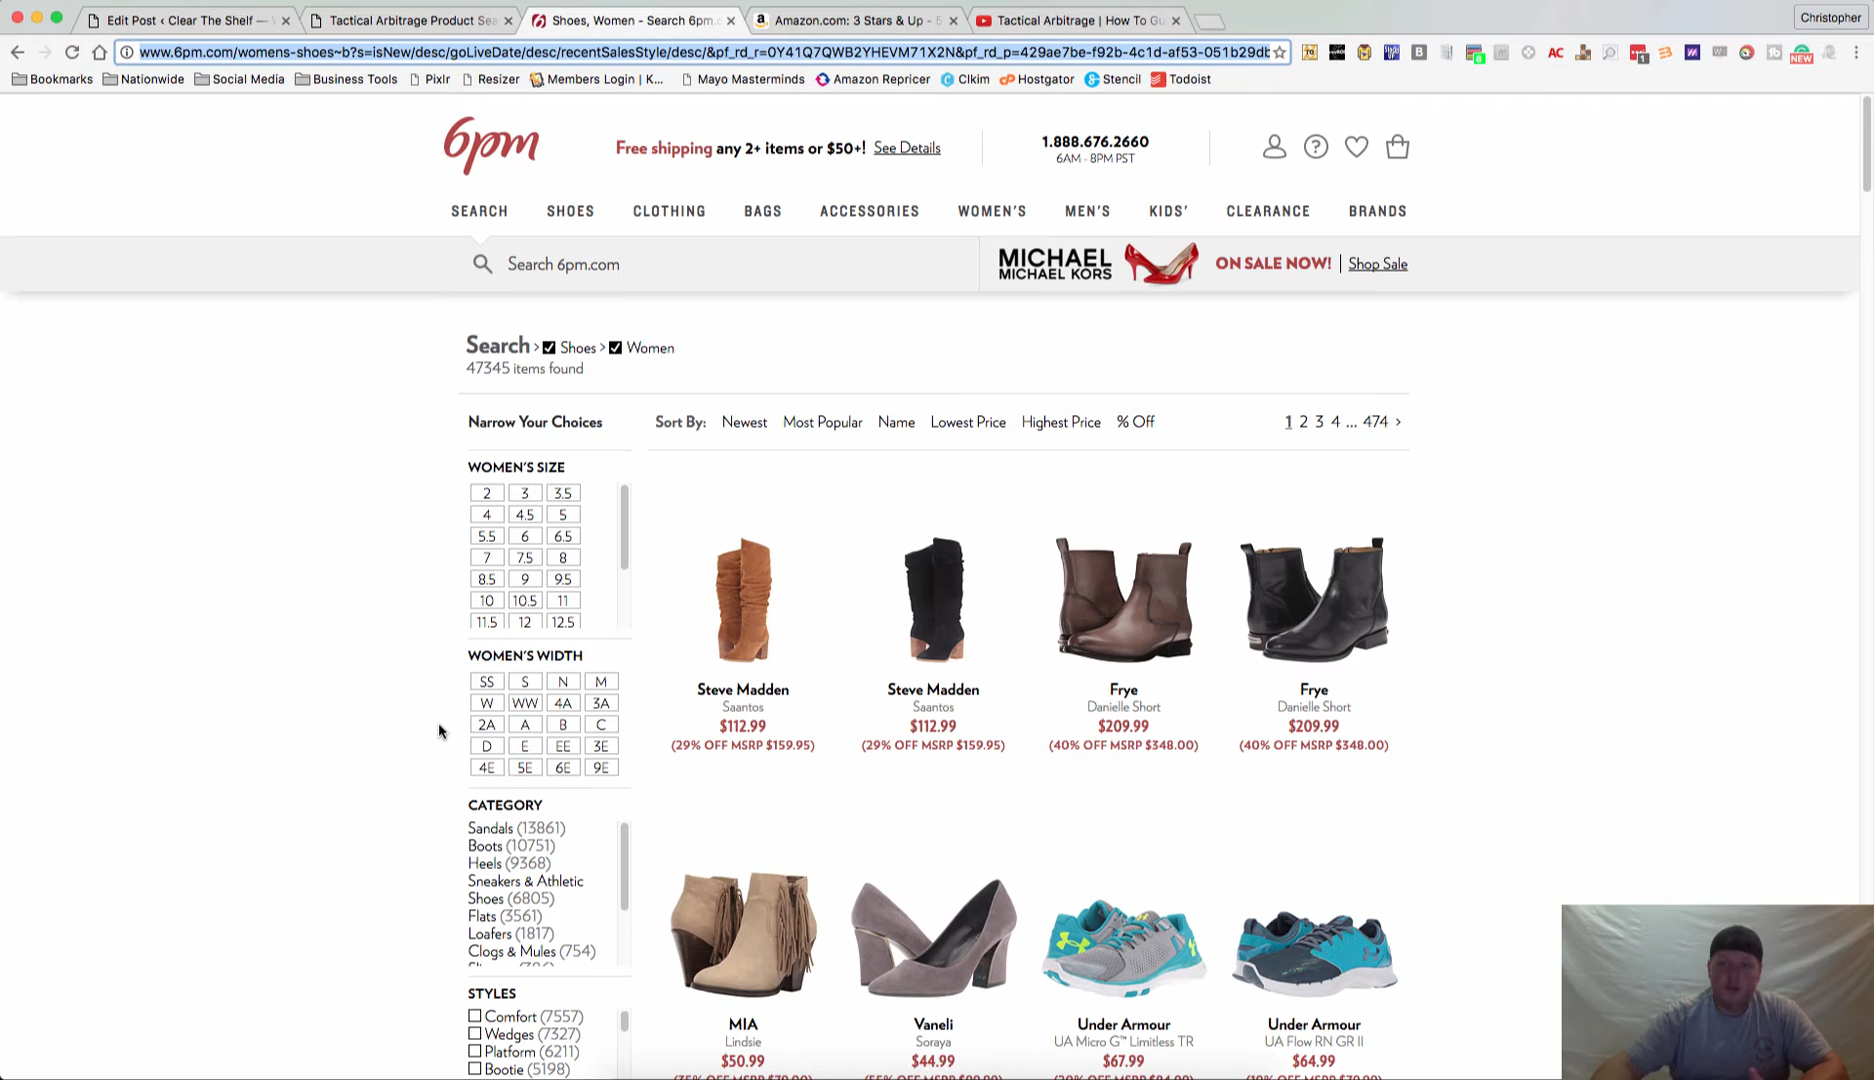 Edit Post ‹ Clear The Shelf —
Tactical Arbitrage Product Sea
Shoes, Women - Search 6pm.c
Amazon.com: 3 Stars & Up - 5
Tactical Arbitrage | How To Gu
Christopher
www.6pm.com/womens-shoes~b?s=isNew/desc/goLiveDate/desc/recentSalesStyle/desc/&pf_rd_r=0Y41Q7QWB2YHEVM71X2N&pf_rd_p=429ae7be-f92b-4c1d-af53-051b29db
Bookmarks Nationwide Social Media Business Tools Pixlr Resizer Members Login | K... Mayo Masterminds Amazon Repricer Clkim Hostgator Stencil Todoist
6pm
Free shipping any 2+ items or $50+! See Details
1.888.676.2660
6AM - 8PM PST
SEARCH SHOES CLOTHING BAGS ACCESSORIES WOMEN'S MEN'S KIDS' CLEARANCE BRANDS
Search 6pm.com
MICHAEL
MICHAEL KORS
ON SALE NOW! | Shop Sale
Search > Shoes > Women
47345 items found
Narrow Your Choices
Sort By: Newest Most Popular Name Lowest Price Highest Price % Off
1 2 3 4 ... 474 >
WOMEN'S SIZE
2 3 3.5
4 4.5 5
5.5 6 6.5
7 7.5 8
8.5 9 9.5
10 10.5 11
11.5 12 12.5
WOMEN'S WIDTH
SS S N M
W WW 4A 3A
2A A B C
D E EE 3E
4E 5E 6E 9E
CATEGORY
Sandals (13861)
Boots (10751)
Heels (9368)
Sneakers & Athletic
Shoes (6805)
Flats (3561)
Loafers (1817)
Clogs & Mules (754)
STYLES
Comfort (7557)
Wedges (7327)
Platform (6211)
Bootie (5198)
Steve Madden
Saantos
$112.99
(29% OFF MSRP $159.95)
Steve Madden
Saantos
$112.99
(29% OFF MSRP $159.95)
Frye
Danielle Short
$209.99
(40% OFF MSRP $348.00)
Frye
Danielle Short
$209.99
(40% OFF MSRP $348.00)
MIA
Lindsie
$50.99
Vaneli
Soraya
$44.99
Under Armour
UA Micro G™ Limitless TR
$67.99
Under Armour
UA Flow RN GR II
$64.99